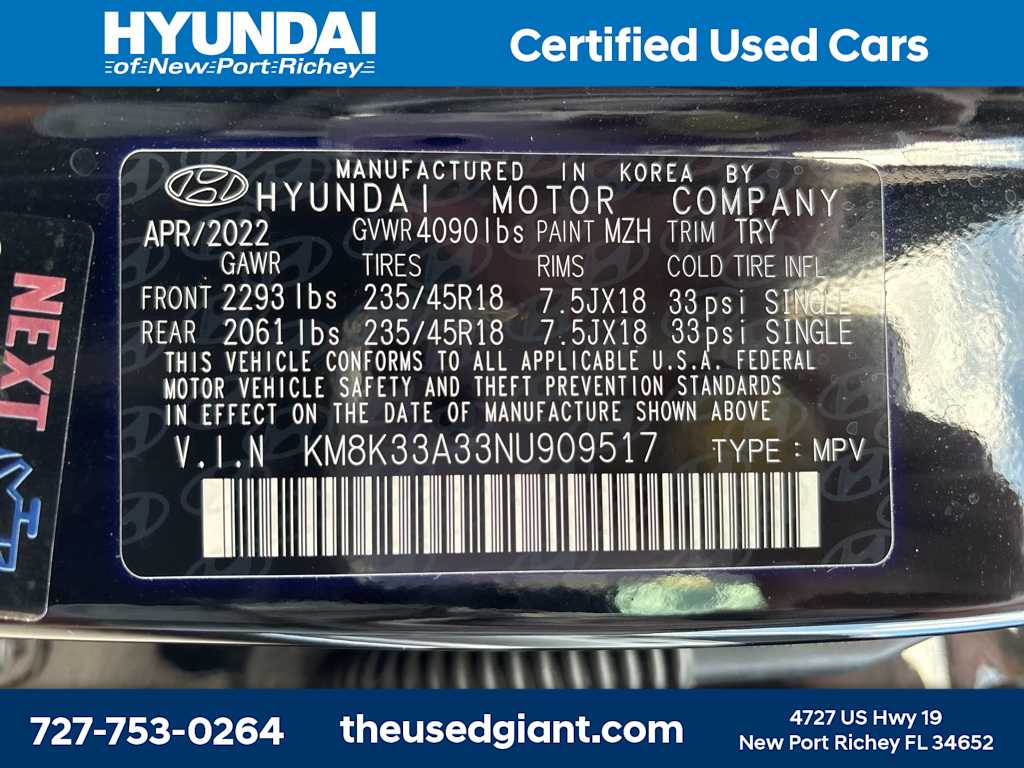 HYUNDAI
of New Port Richey
Certified Used Cars
MANUFACTURED IN KOREA BY
HYUNDAI MOTOR COMPANY
APR/2022 GVWR 4090 lbs PAINT MZH TRIM TRY
GAWR TIRES RIMS COLD TIRE INFL
FRONT 2293 lbs 235/45R18 7.5JX18 33psi SINGLE
REAR 2061 lbs 235/45R18 7.5JX18 33psi SINGLE
THIS VEHICLE CONFORMS TO ALL APPLICABLE U.S.A. FEDERAL
MOTOR VEHICLE SAFETY AND THEFT PREVENTION STANDARDS
IN EFFECT ON THE DATE OF MANUFACTURE SHOWN ABOVE
V.I.N KM8K33A33NU909517 TYPE : MPV
NEXT
727-753-0264
theusedgiant.com
4727 US Hwy 19
New Port Richey FL 34652